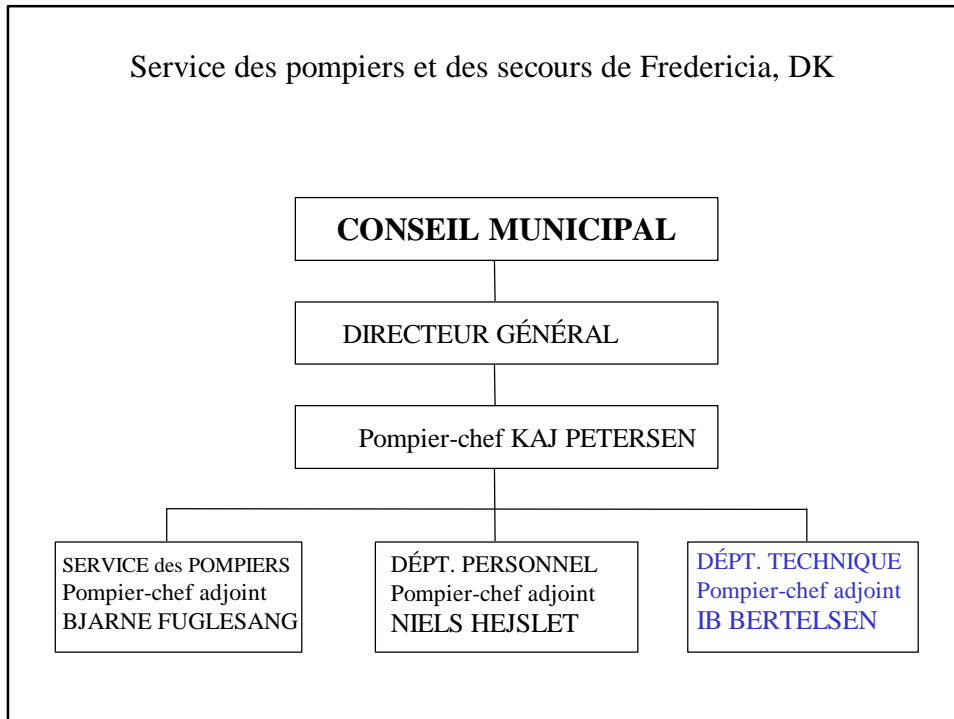 Service des pompiers et des secours de Fredericia, DK
CONSEIL MUNICIPAL
DIRECTEUR GÉNÉRAL
Pompier-chef KAJ PETERSEN
SERVICE des POMPIERS
Pompier-chef adjoint
BJARNE FUGLESANG
DÉPT. PERSONNEL
Pompier-chef adjoint
NIELS HEJSLET
DÉPT. TECHNIQUE
Pompier-chef adjoint
IB BERTELSEN